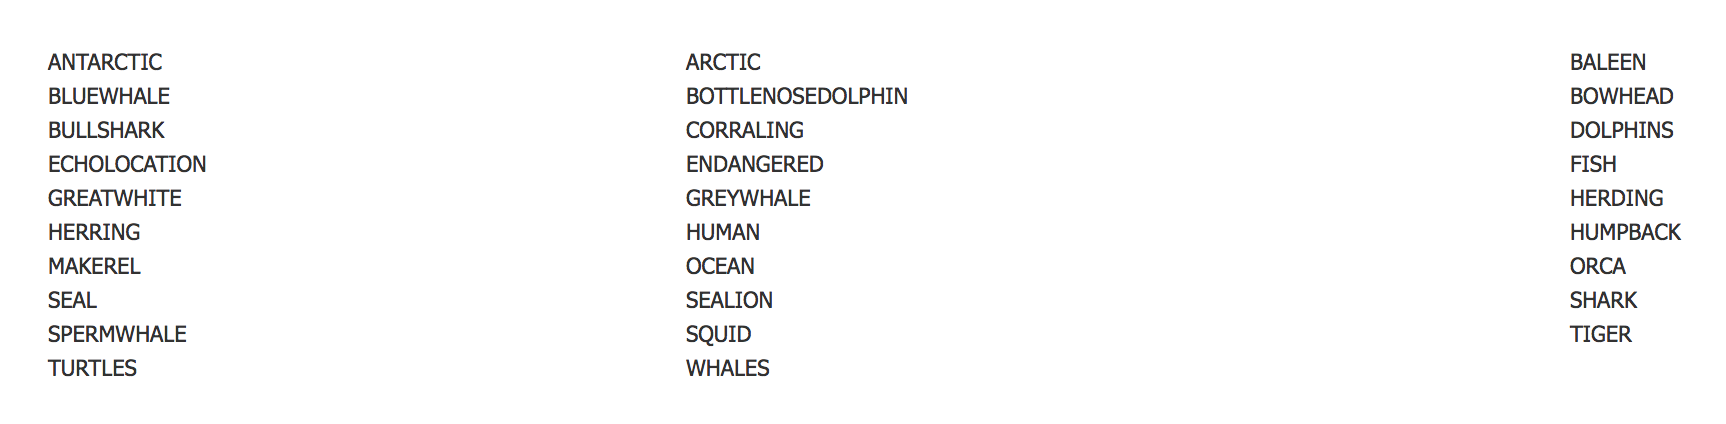 ANTARCTIC ARCTIC BALEEN
BLUEWHALE BOTTLENOSEDOLPHIN BOWHEAD
BULLSHARK CORRALING DOLPHINS
ECHOLOCATION ENDANGERED FISH
GREATWHITE GREYWHALE HERDING
HERRING HUMAN HUMPBACK
MAKEREL OCEAN ORCA
SEAL SEALION SHARK
SPERMWHALE SQUID TIGER
TURTLES WHALES